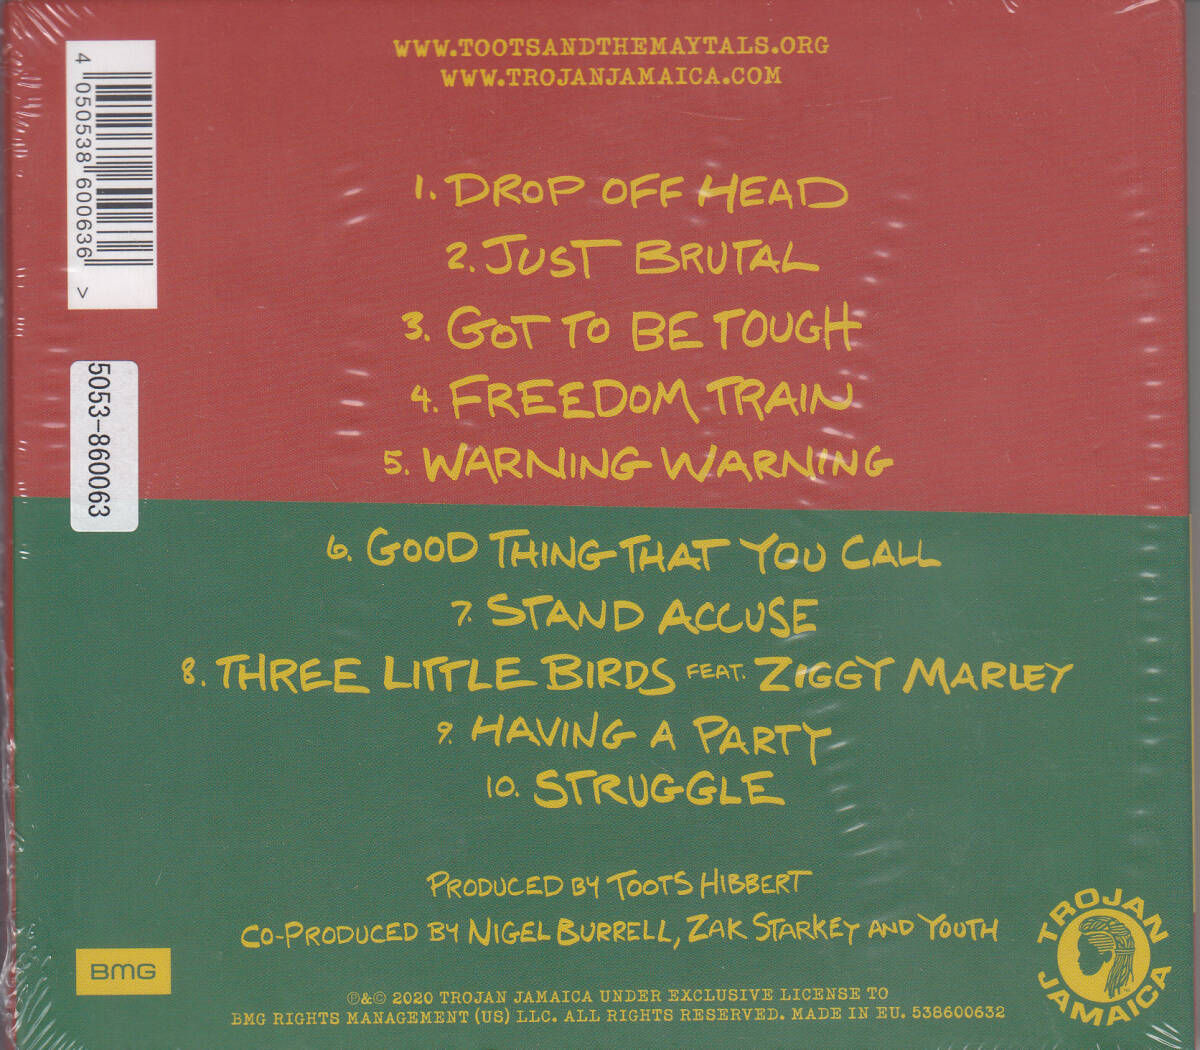 WWW.TOOTSANDTHEMAYTALS.ORG
WWW.TROJANJAMAICA.COM
4 050538 600636 >
5053-860063
1. DROP OFF HEAD
2. JUST BRUTAL
3. GOT TO BE TOUGH
4. FREEDOM TRAIN
5. WARNING WARNING
6. GOOD THING THAT YOU CALL
7. STAND ACCUSE
8. THREE LITTLE BIRDS FEAT. ZIGGY MARLEY
9. HAVING A PARTY
10. STRUGGLE
PRODUCED BY TOOTS HIBBERT
CO-PRODUCED BY NIGEL BURRELL, ZAK STARKEY AND YOUTH
BMG
℗&© 2020 TROJAN JAMAICA UNDER EXCLUSIVE LICENSE TO
BMG RIGHTS MANAGEMENT (US) LLC. ALL RIGHTS RESERVED. MADE IN EU. 538600632
TROJAN
JAMAICA